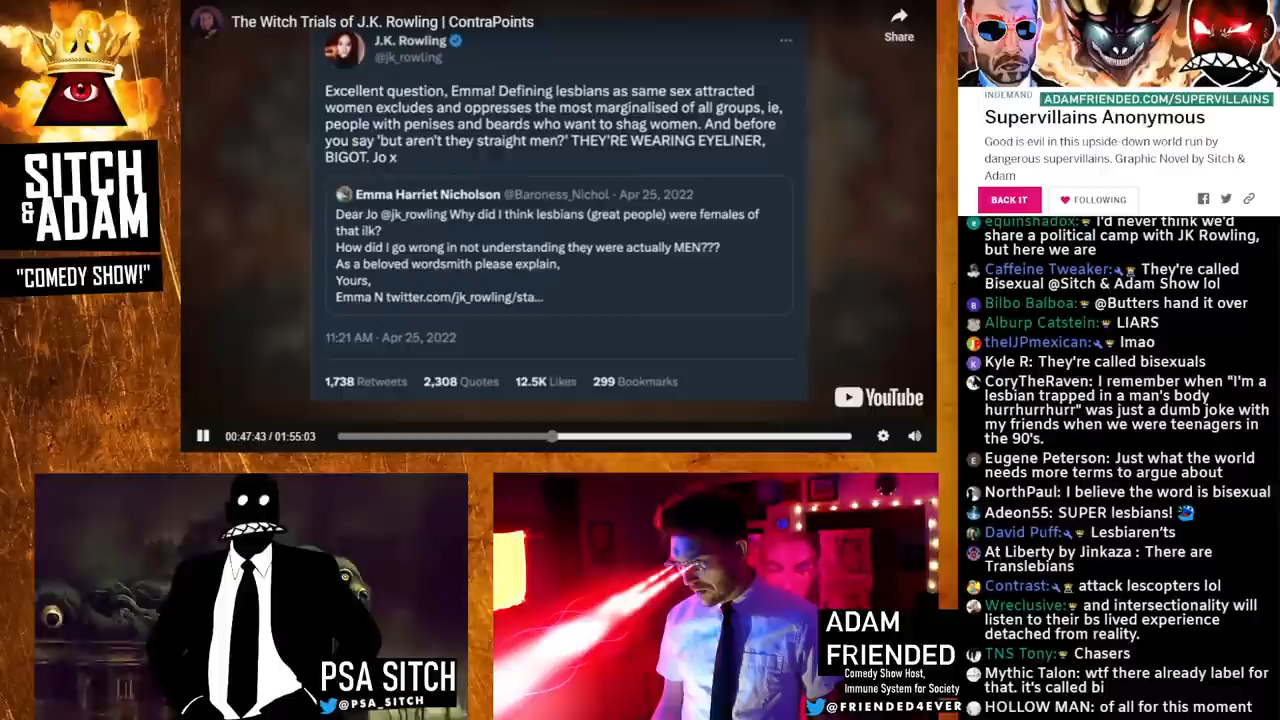 The Witch Trials of J.K. Rowling | ContraPoints
Share
J.K. Rowling
@jk_rowling
Excellent question, Emma! Defining lesbians as same sex attracted
women excludes and oppresses the most marginalised of all groups, ie,
people with penises and beards who want to shag women. And before
you say 'but aren't they straight men?' THEY'RE WEARING EYELINER,
BIGOT. Jo x
Emma Harriet Nicholson @Baroness_Nichol · Apr 25, 2022
Dear Jo @jk_rowling Why did I think lesbians (great people) were females of
that ilk?
How did I go wrong in not understanding they were actually MEN???
As a beloved wordsmith please explain,
Yours,
Emma N twitter.com/jk_rowling/sta...
11:21 AM · Apr 25, 2022
1,738 Retweets 2,308 Quotes 12.5K Likes 299 Bookmarks
YouTube
00:47:43 / 01:55:03
SITCH
& ADAM
"COMEDY SHOW!"
PSA SITCH
@PSA_SITCH
ADAM
FRIENDED
Comedy Show Host,
Immune System for Society
@FRIENDED4EVER
INDEMAND
ADAMFRIENDED.COM/SUPERVILLAINS
Supervillains Anonymous
Good is evil in this upside-down world run by
dangerous supervillains. Graphic Novel by Sitch &
Adam
BACK IT
FOLLOWING
equinshadox: I'd never think we'd
share a political camp with JK Rowling,
but here we are
Caffeine Tweaker: They're called
Bisexual @Sitch & Adam Show lol
Bilbo Balboa: @Butters hand it over
Alburp Catstein: LIARS
theIJPmexican: lmao
Kyle R: They're called bisexuals
CoryTheRaven: I remember when "I'm a
lesbian trapped in a man's body
hurrhurrhurr" was just a dumb joke with
my friends when we were teenagers in
the 90's.
Eugene Peterson: Just what the world
needs more terms to argue about
NorthPaul: I believe the word is bisexual
Adeon55: SUPER lesbians!
David Puff: Lesbiaren'ts
At Liberty by Jinkaza : There are
Translebians
Contrast: attack lescopters lol
Wreclusive: and intersectionality will
listen to their bs lived experience
detached from reality.
TNS Tony: Chasers
Mythic Talon: wtf there already label for
that. it's called bi
HOLLOW MAN: of all for this moment